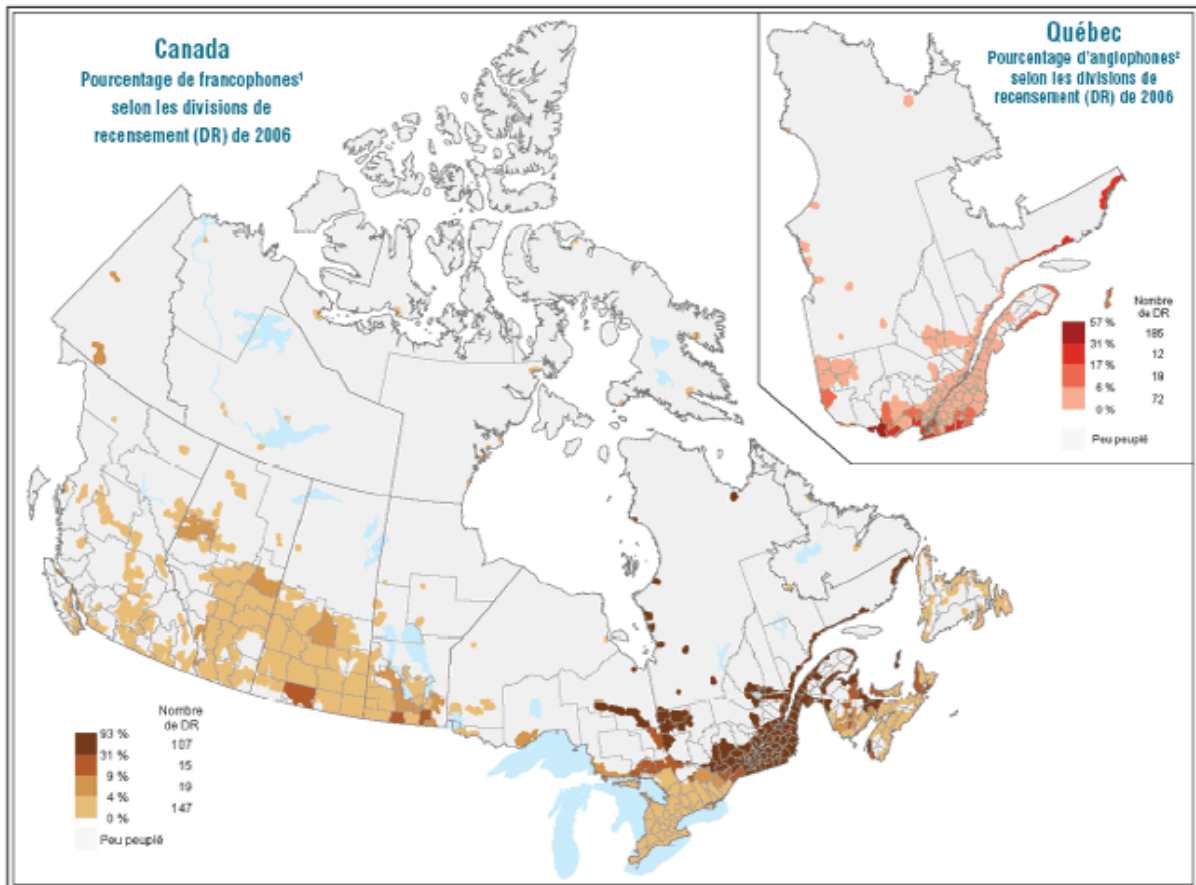 Canada
Pourcentage de francophones¹
selon les divisions de
recensement (DR) de 2006
Québec
Pourcentage d'anglophones²
selon les divisions de
recensement (DR) de 2006
Nombre
de DR
57 %
185
31 %
12
17 %
19
6 %
72
0 %
Peu peuplé
Nombre
de DR
93 %
107
31 %
15
9 %
19
4 %
147
0 %
Peu peuplé